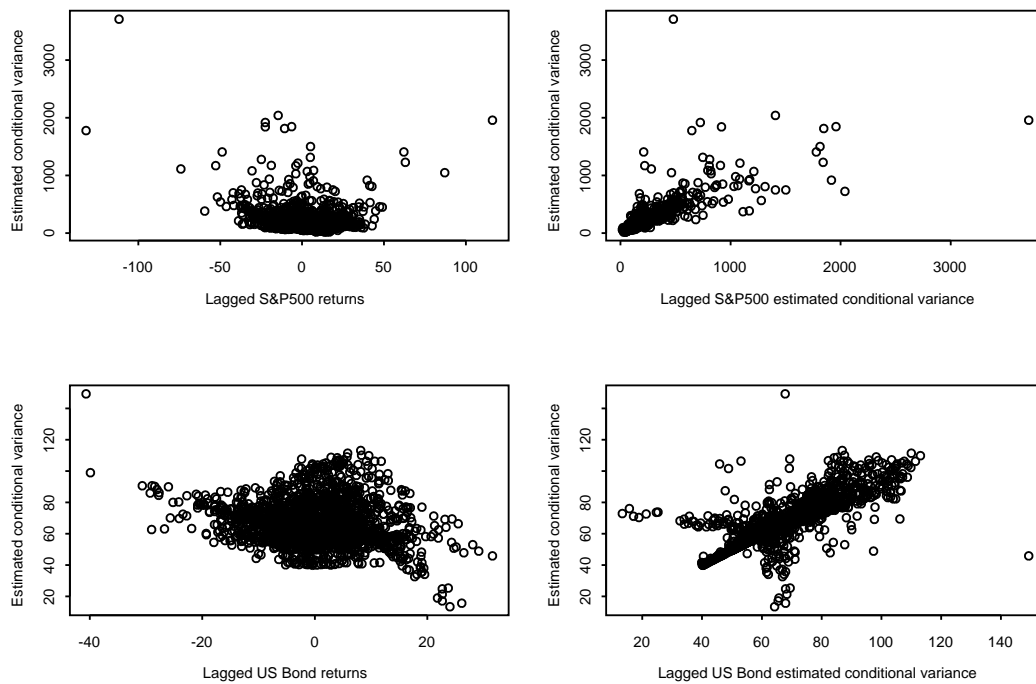 Estimated conditional variance
3000
2000
1000
0
-100 -50 0 50 100
Lagged S&P500 returns
Estimated conditional variance
3000
2000
1000
0
0 1000 2000 3000
Lagged S&P500 estimated conditional variance
Estimated conditional variance
120
80
60
40
20
-40 -20 0 20
Lagged US Bond returns
Estimated conditional variance
120
80
60
40
20
20 40 60 80 100 120 140
Lagged US Bond estimated conditional variance